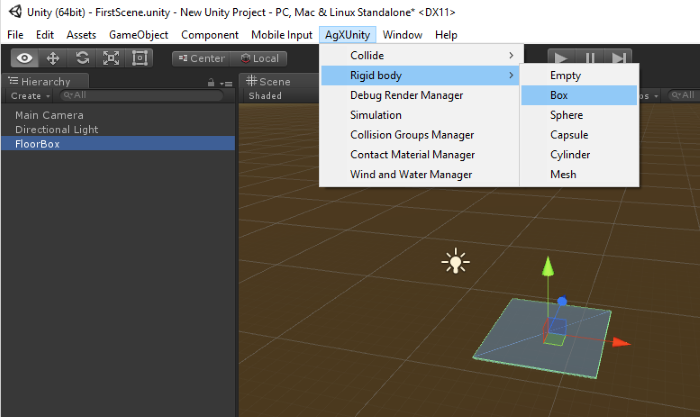 Unity (64bit) - FirstScene.unity - New Unity Project - PC, Mac & Linux Standalone* <DX11>
File Edit Assets GameObject Component Mobile Input AgXUnity Window Help
Center Local
Hierarchy
Create All
Main Camera
Directional Light
FloorBox
Scene
Shaded
All
Collide
Rigid body
Debug Render Manager
Simulation
Collision Groups Manager
Contact Material Manager
Wind and Water Manager
Empty
Box
Sphere
Capsule
Cylinder
Mesh